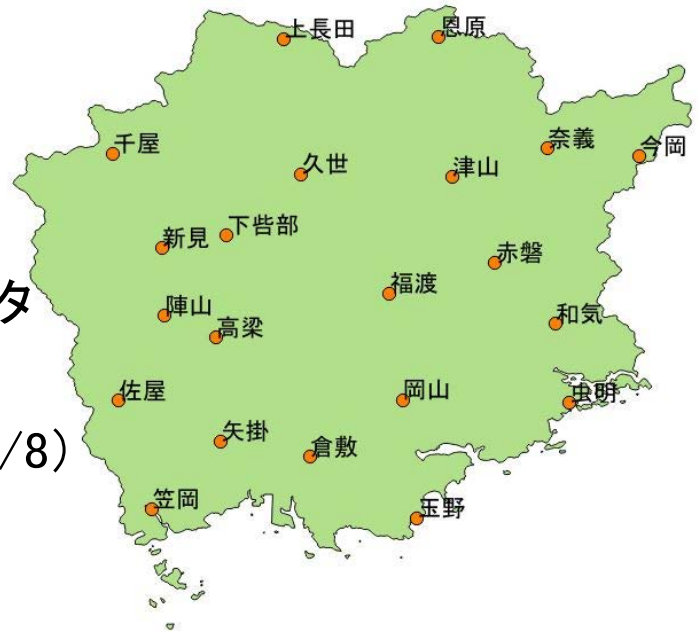 上長田
恩原
千屋
久世
津山
奈義
今岡
新見
下呰部
赤磐
福渡
タ
陣山
高梁
和気
佐屋
岡山
虫明
/8)
矢掛
倉敷
笠岡
玉野